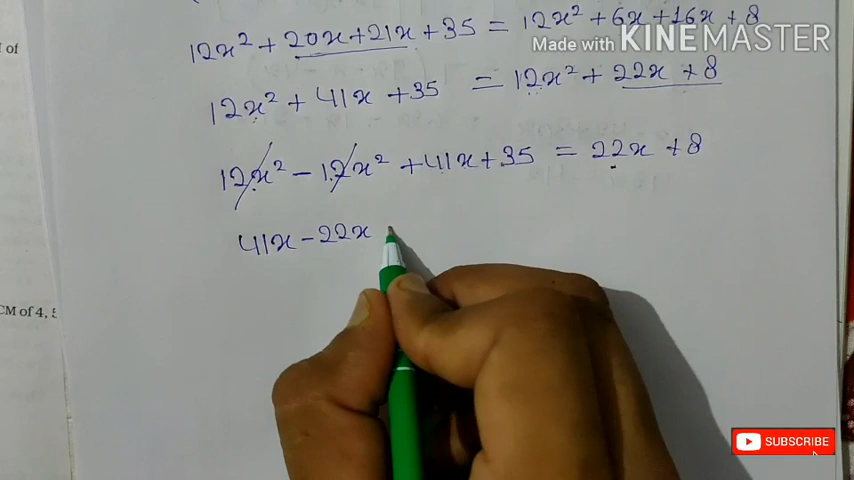 M of
12x² + 20x + 21x + 35 = 12x² + 6x + 16x + 8
Made with KINEMASTER
12x² + 41x + 35 = 12x² + 22x + 8
12x² - 12x² + 41x + 35 = 22x + 8
41x - 22x
CM of 4, 5
SUBSCRIBE